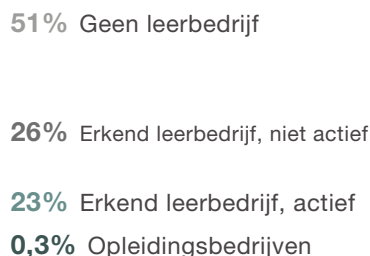 51% Geen leerbedrijf
26% Erkend leerbedrijf, niet actief
23% Erkend leerbedrijf, actief
0,3% Opleidingsbedrijven